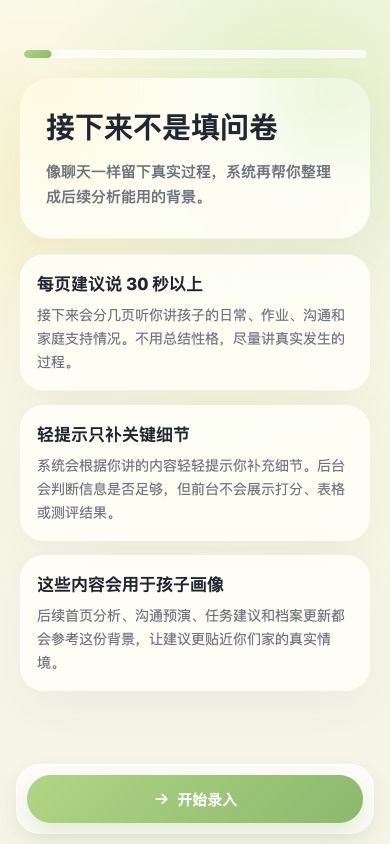 接下来不是填问卷
像聊天一样留下真实过程，系统再帮你整理
成后续分析能用的背景。
每页建议说 30 秒以上
接下来会分几页听你讲孩子的日常、作业、沟通和
家庭支持情况。不用总结性格，尽量讲真实发生的
过程。
轻提示只补关键细节
系统会根据你讲的内容轻轻提示你补充细节。后台
会判断信息是否足够，但前台不会展示打分、表格
或测评结果。
这些内容会用于孩子画像
后续首页分析、沟通预演、任务建议和档案更新都
会参考这份背景，让建议更贴近你们家的真实情
境。
→ 开始录入